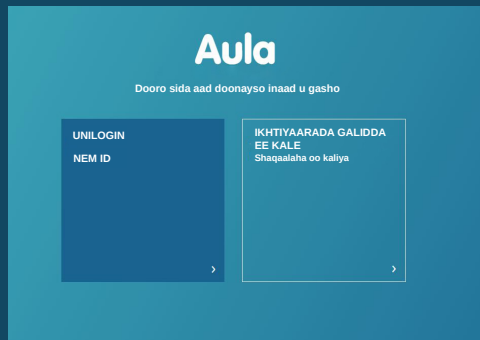 Aula
Dooro sida aad doonayso inaad u gasho
UNILOGIN
NEM ID
IKHTIYAARADA GALIDDA
EE KALE
Shaqaalaha oo kaliya